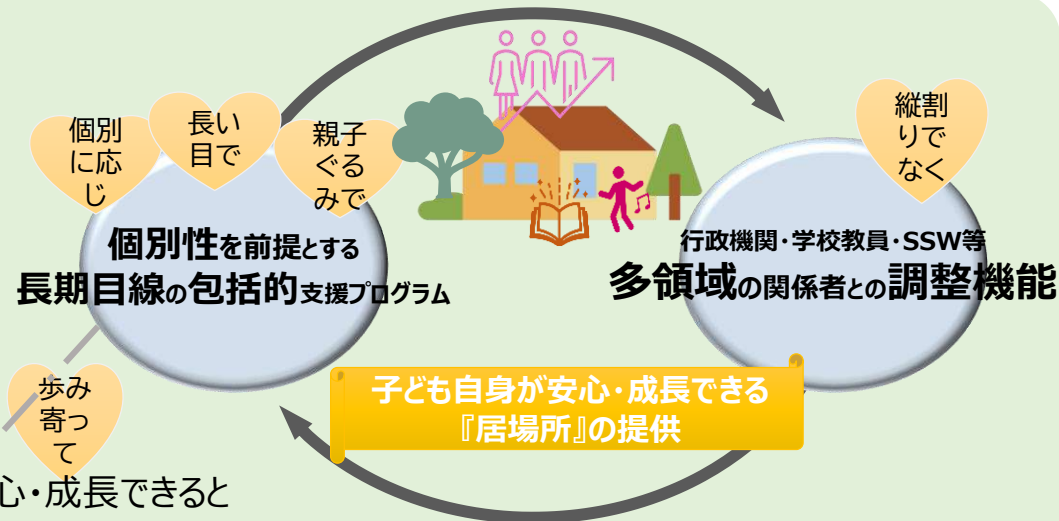 個別
に応
じ
長い
目で
親子
ぐる
みで
個別性を前提とする
長期目線の包括的支援プログラム
縦割
りで
なく
行政機関・学校教員・SSW等
多領域の関係者との調整機能
子ども自身が安心・成長できる
『居場所』の提供
歩み
寄っ
て
心・成長できると